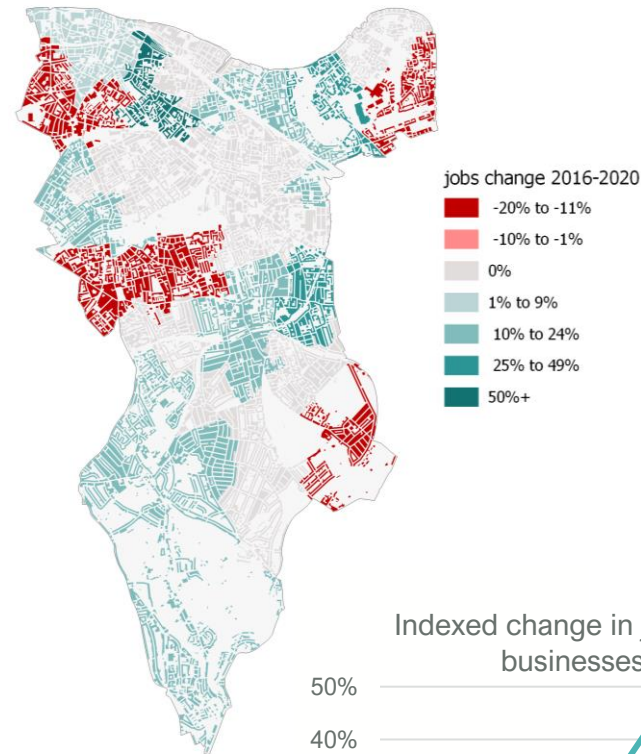 jobs change 2016-2020
-20% to -11%
-10% to -1%
0%
1% to 9%
10% to 24%
25% to 49%
50%+
Indexed change in
businesses
50%
40%